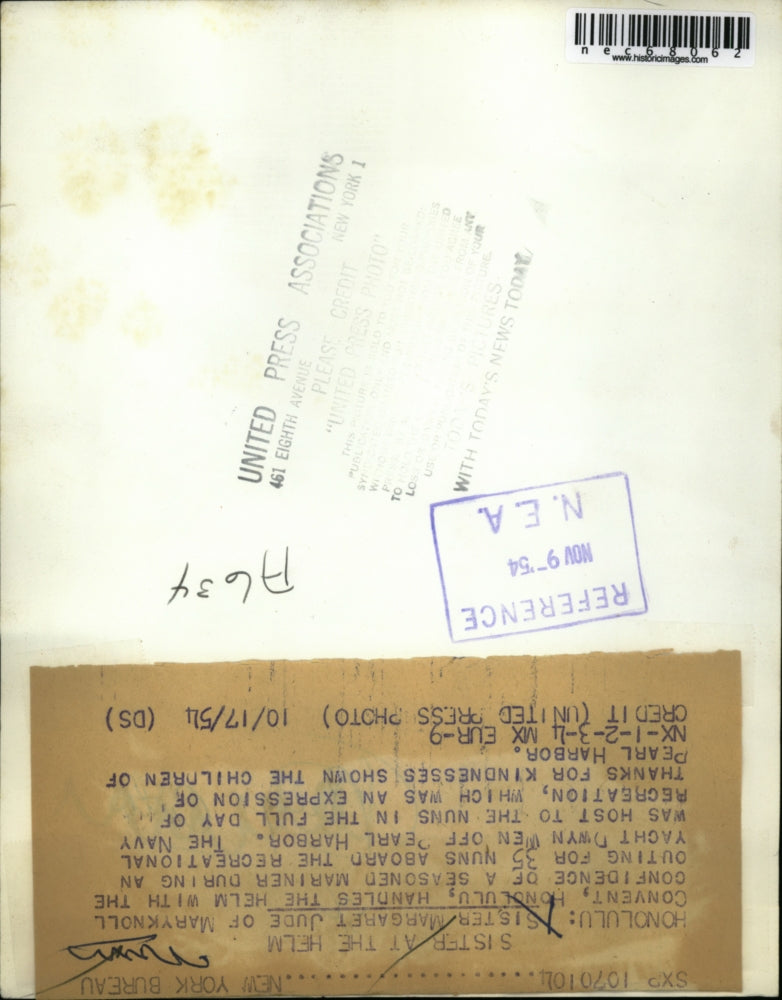 nec68062
www.historicimages.com
UNITED PRESS ASSOCIATIONS
461 EIGHTH AVENUE NEW YORK 1
PLEASE CREDIT
"UNITED PRESS PHOTO"
WITH TODAY'S NEWS TODAY
REFERENCE
NOV 9-'54
N.E.A.
A634
SXP 1070104 NEW YORK BUREAU
SISTER AT THE HELM
HONOLULU: SISTER MARGARET JUDE OF MARYKNOLL
CONVENT, HONOLULU, HANDLES THE HELM WITH THE
CONFIDENCE OF A SEASONED MARINER DURING AN
OUTING FOR 35 NUNS ABOARD THE RECREATIONAL
YACHT DWYN WEN OFF PEARL HARBOR. THE NAVY
WAS HOST TO THE NUNS IN THE FULL DAY OF
RECREATION, WHICH WAS AN EXPRESSION OF
THANKS FOR KINDNESSES SHOWN THE CHILDREN OF
PEARL HARBOR.
NX-1-2-3-4 MX EUR-9
CREDIT (UNITED PRESS PHOTO) 10/17/54 (DS)